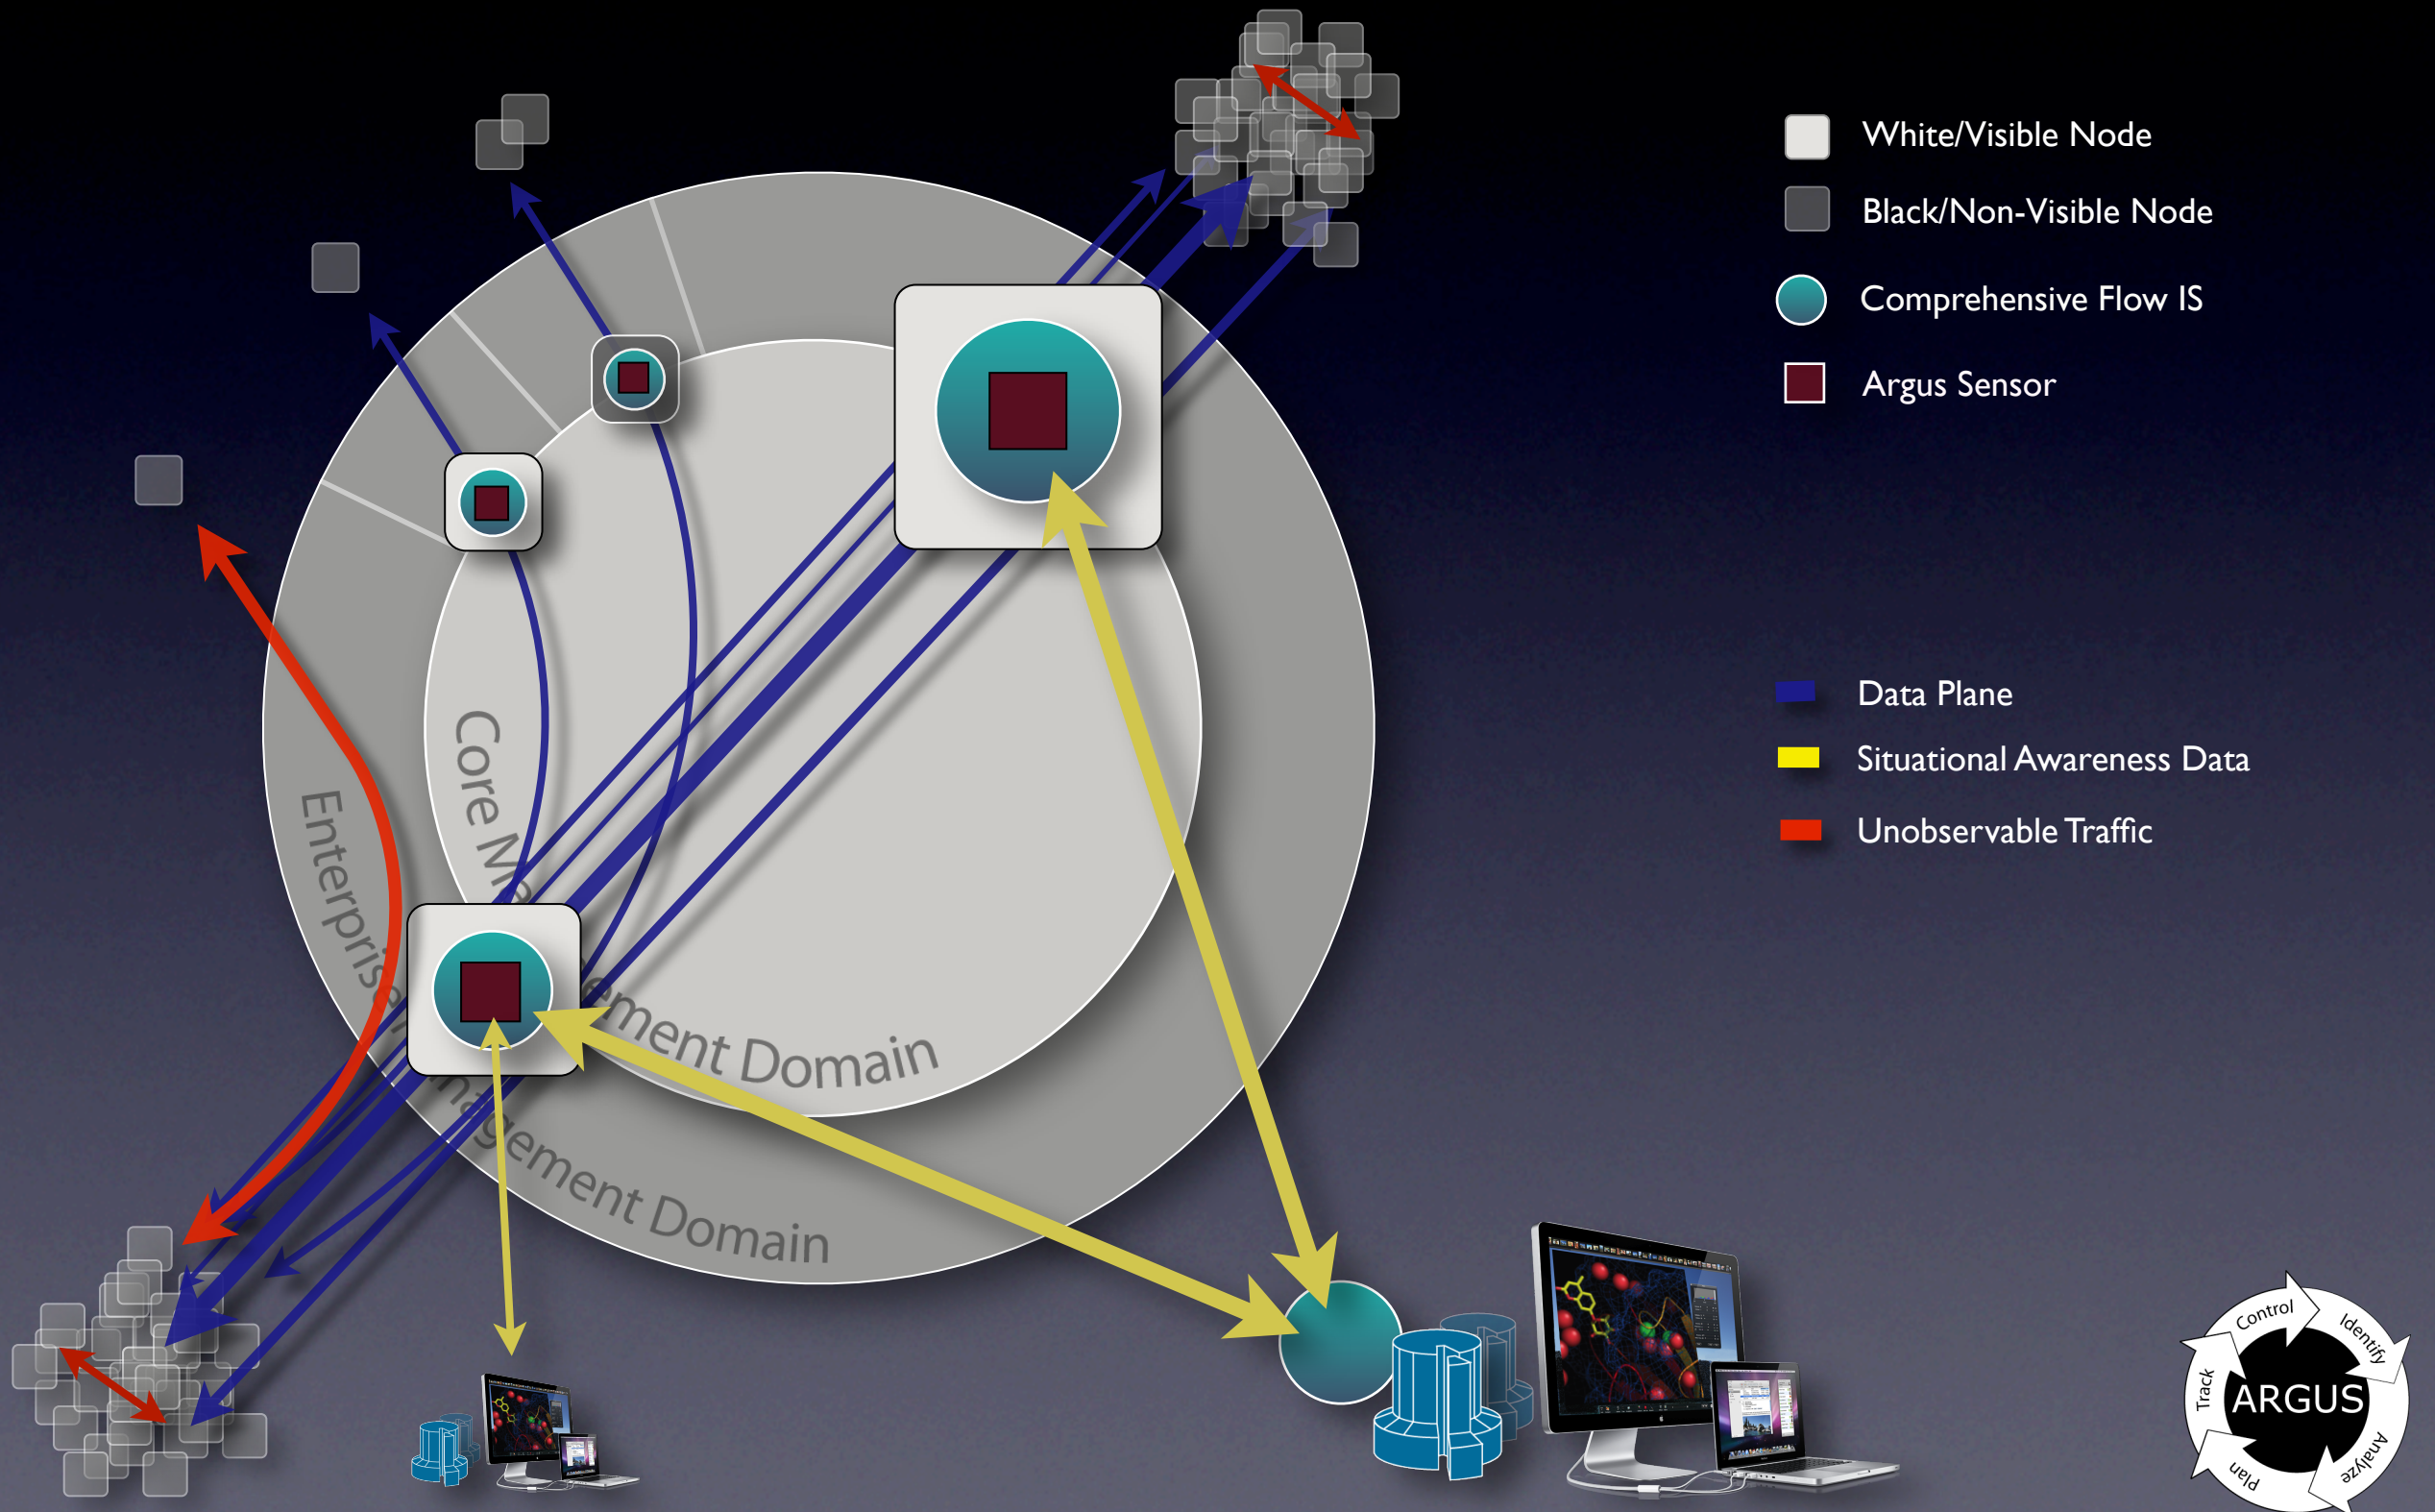 White/Visible Node
Black/Non-Visible Node
Comprehensive Flow IS
Argus Sensor
Data Plane
Situational Awareness Data
Unobservable Traffic
Core Ma ement Domain
Enterprise nagement Domain
Control
Identify
Analyze
Plan
Track
ARGUS